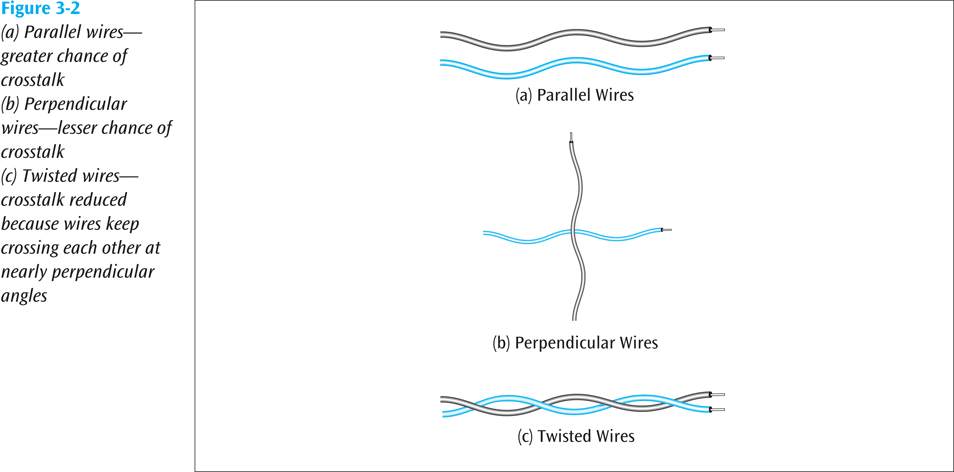 Figure 3-2
(a) Parallel wires—
greater chance of
crosstalk
(b) Perpendicular
wires—lesser chance of
crosstalk
(c) Twisted wires—
crosstalk reduced
because wires keep
crossing each other at
nearly perpendicular
angles
(a) Parallel Wires
(b) Perpendicular Wires
(c) Twisted Wires